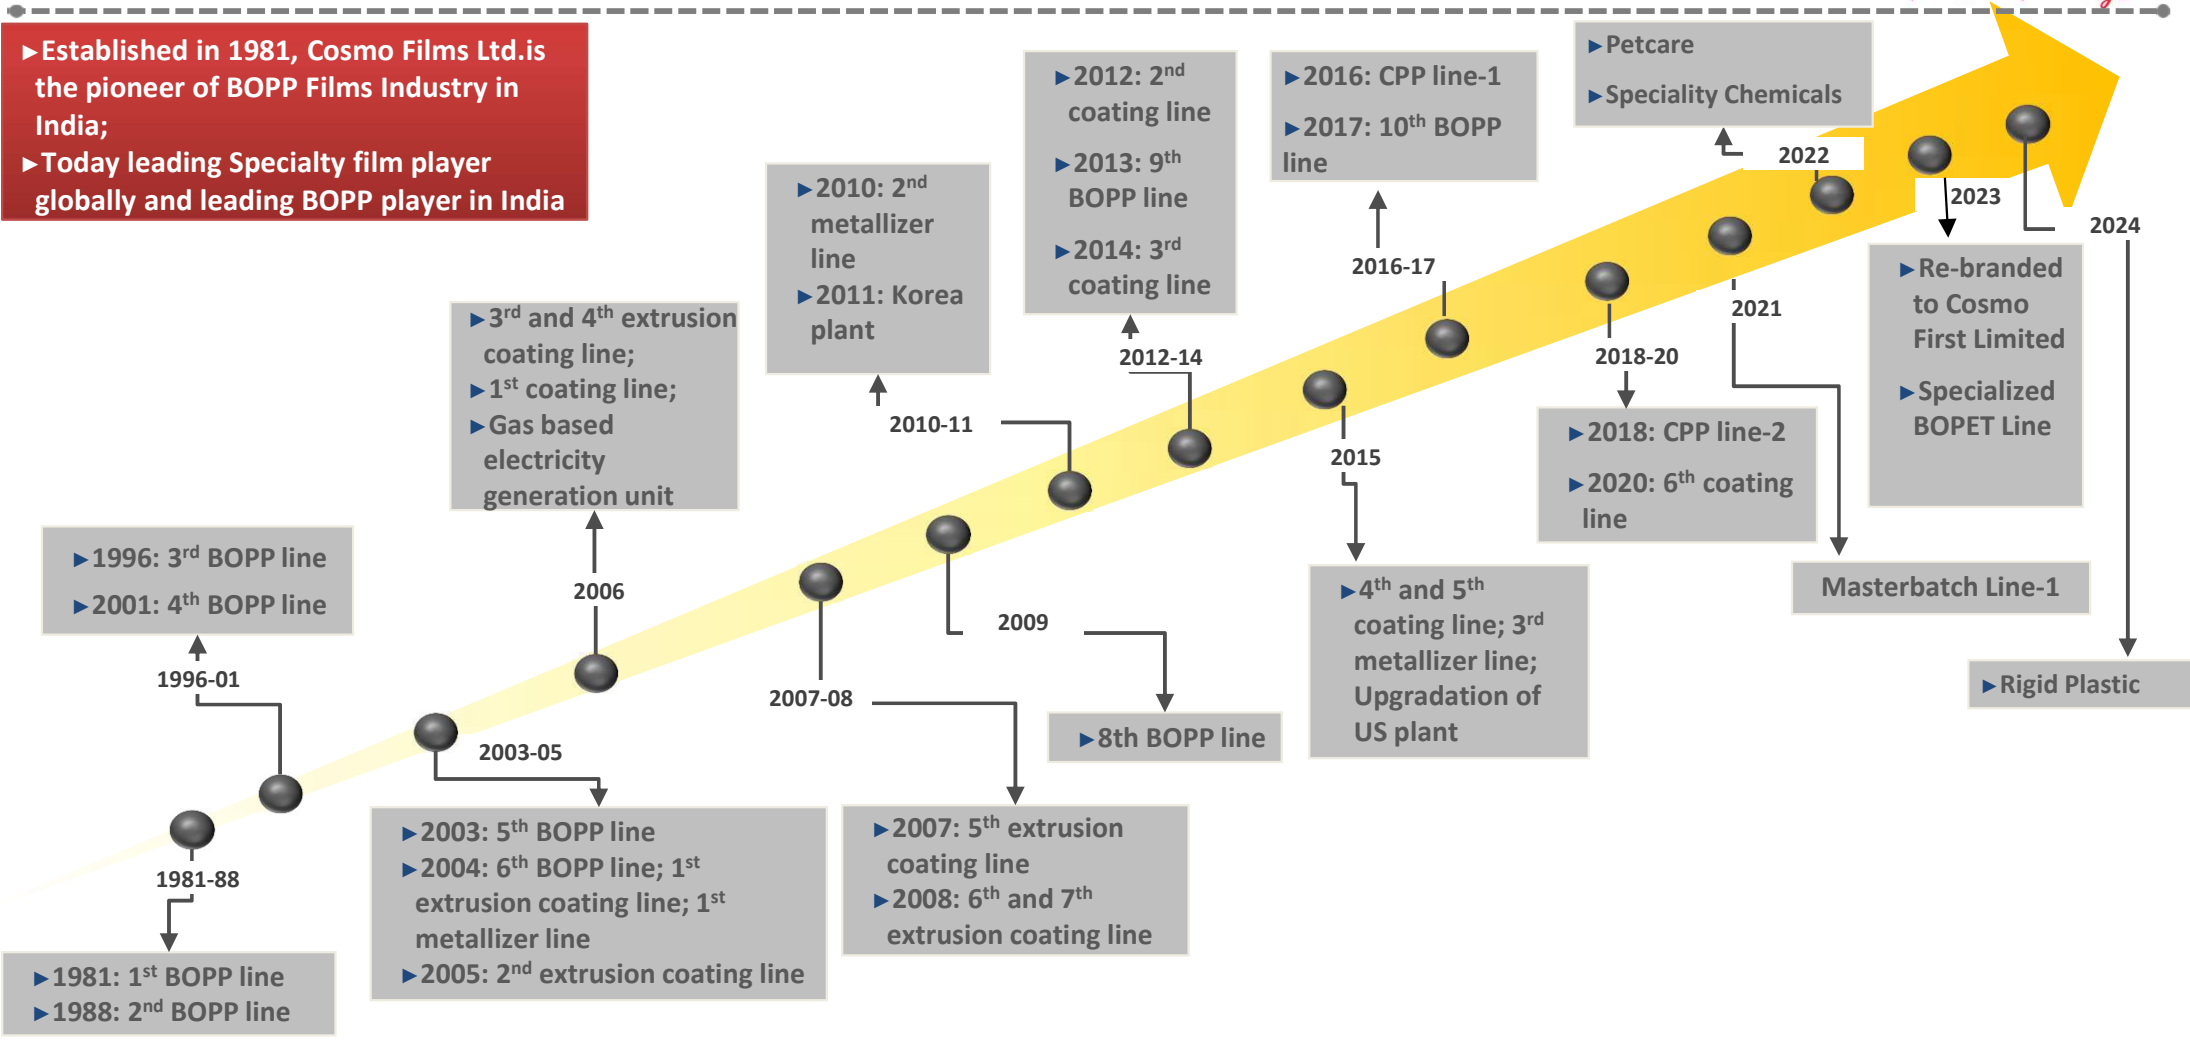 ►Established in 1981, Cosmo Films Ltd.is
the pioneer of BOPP Films Industry in
India;
►Today leading Specialty film player
globally and leading BOPP player in India
►1981: 1st BOPP line
►1988: 2nd BOPP line
1981-88
►1996: 3rd BOPP line
►2001: 4th BOPP line
1996-01
2003-05
►2003: 5th BOPP line
►2004: 6th BOPP line; 1st
extrusion coating line; 1st
metallizer line
►2005: 2nd extrusion coating line
►3rd and 4th extrusion
coating line;
►1st coating line;
►Gas based
electricity
generation unit
2006
2007-08
►2007: 5th extrusion
coating line
►2008: 6th and 7th
extrusion coating line
2009
►8th BOPP line
►2010: 2nd
metallizer
line
►2011: Korea
plant
2010-11
►2012: 2nd
coating line
►2013: 9th
BOPP line
►2014: 3rd
coating line
2012-14
2015
►4th and 5th
coating line; 3rd
metallizer line;
Upgradation of
US plant
►2016: CPP line-1
►2017: 10th BOPP
line
2016-17
2018-20
►2018: CPP line-2
►2020: 6th coating
line
2021
Masterbatch Line-1
►Petcare
►Speciality Chemicals
2022
2023
►Re-branded
to Cosmo
First Limited
►Specialized
BOPET Line
2024
►Rigid Plastic